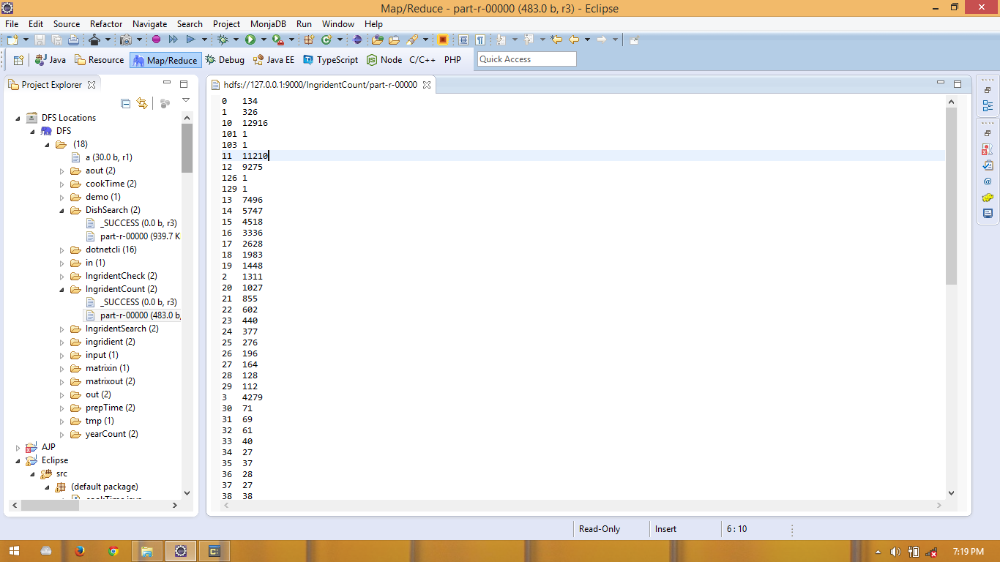 Map/Reduce - part-r-00000 (483.0 b, r3) - Eclipse
File Edit Source Refactor Navigate Search Project MonjaDB Run Window Help
Java Resource Map/Reduce Debug Java EE TypeScript Node C/C++ PHP Quick Access
Project Explorer
DFS Locations
DFS
(18)
a (30.0 b, r1)
aout (2)
cookTime (2)
demo (1)
DishSearch (2)
_SUCCESS (0.0 b, r3)
part-r-00000 (939.7 K
dotnetcli (16)
in (1)
IngridentCheck (2)
IngridentCount (2)
_SUCCESS (0.0 b, r3)
part-r-00000 (483.0 b,
IngridentSearch (2)
ingridient (2)
input (1)
matrixin (1)
matrixout (2)
out (2)
prepTime (2)
tmp (1)
yearCount (2)
AJP
Eclipse
src
(default package)
cookTime.java
hdfs://127.0.0.1:9000/IngridentCount/part-r-00000
0 134
1 326
10 12916
101 1
103 1
11 11210
12 9275
126 1
129 1
13 7496
14 5747
15 4518
16 3336
17 2628
18 1983
19 1448
2 1311
20 1027
21 855
22 602
23 440
24 377
25 276
26 196
27 164
28 128
29 112
3 4279
30 71
31 69
32 61
33 40
34 27
35 37
36 28
37 27
38 38
Read-Only Insert 6 : 10
7:19 PM